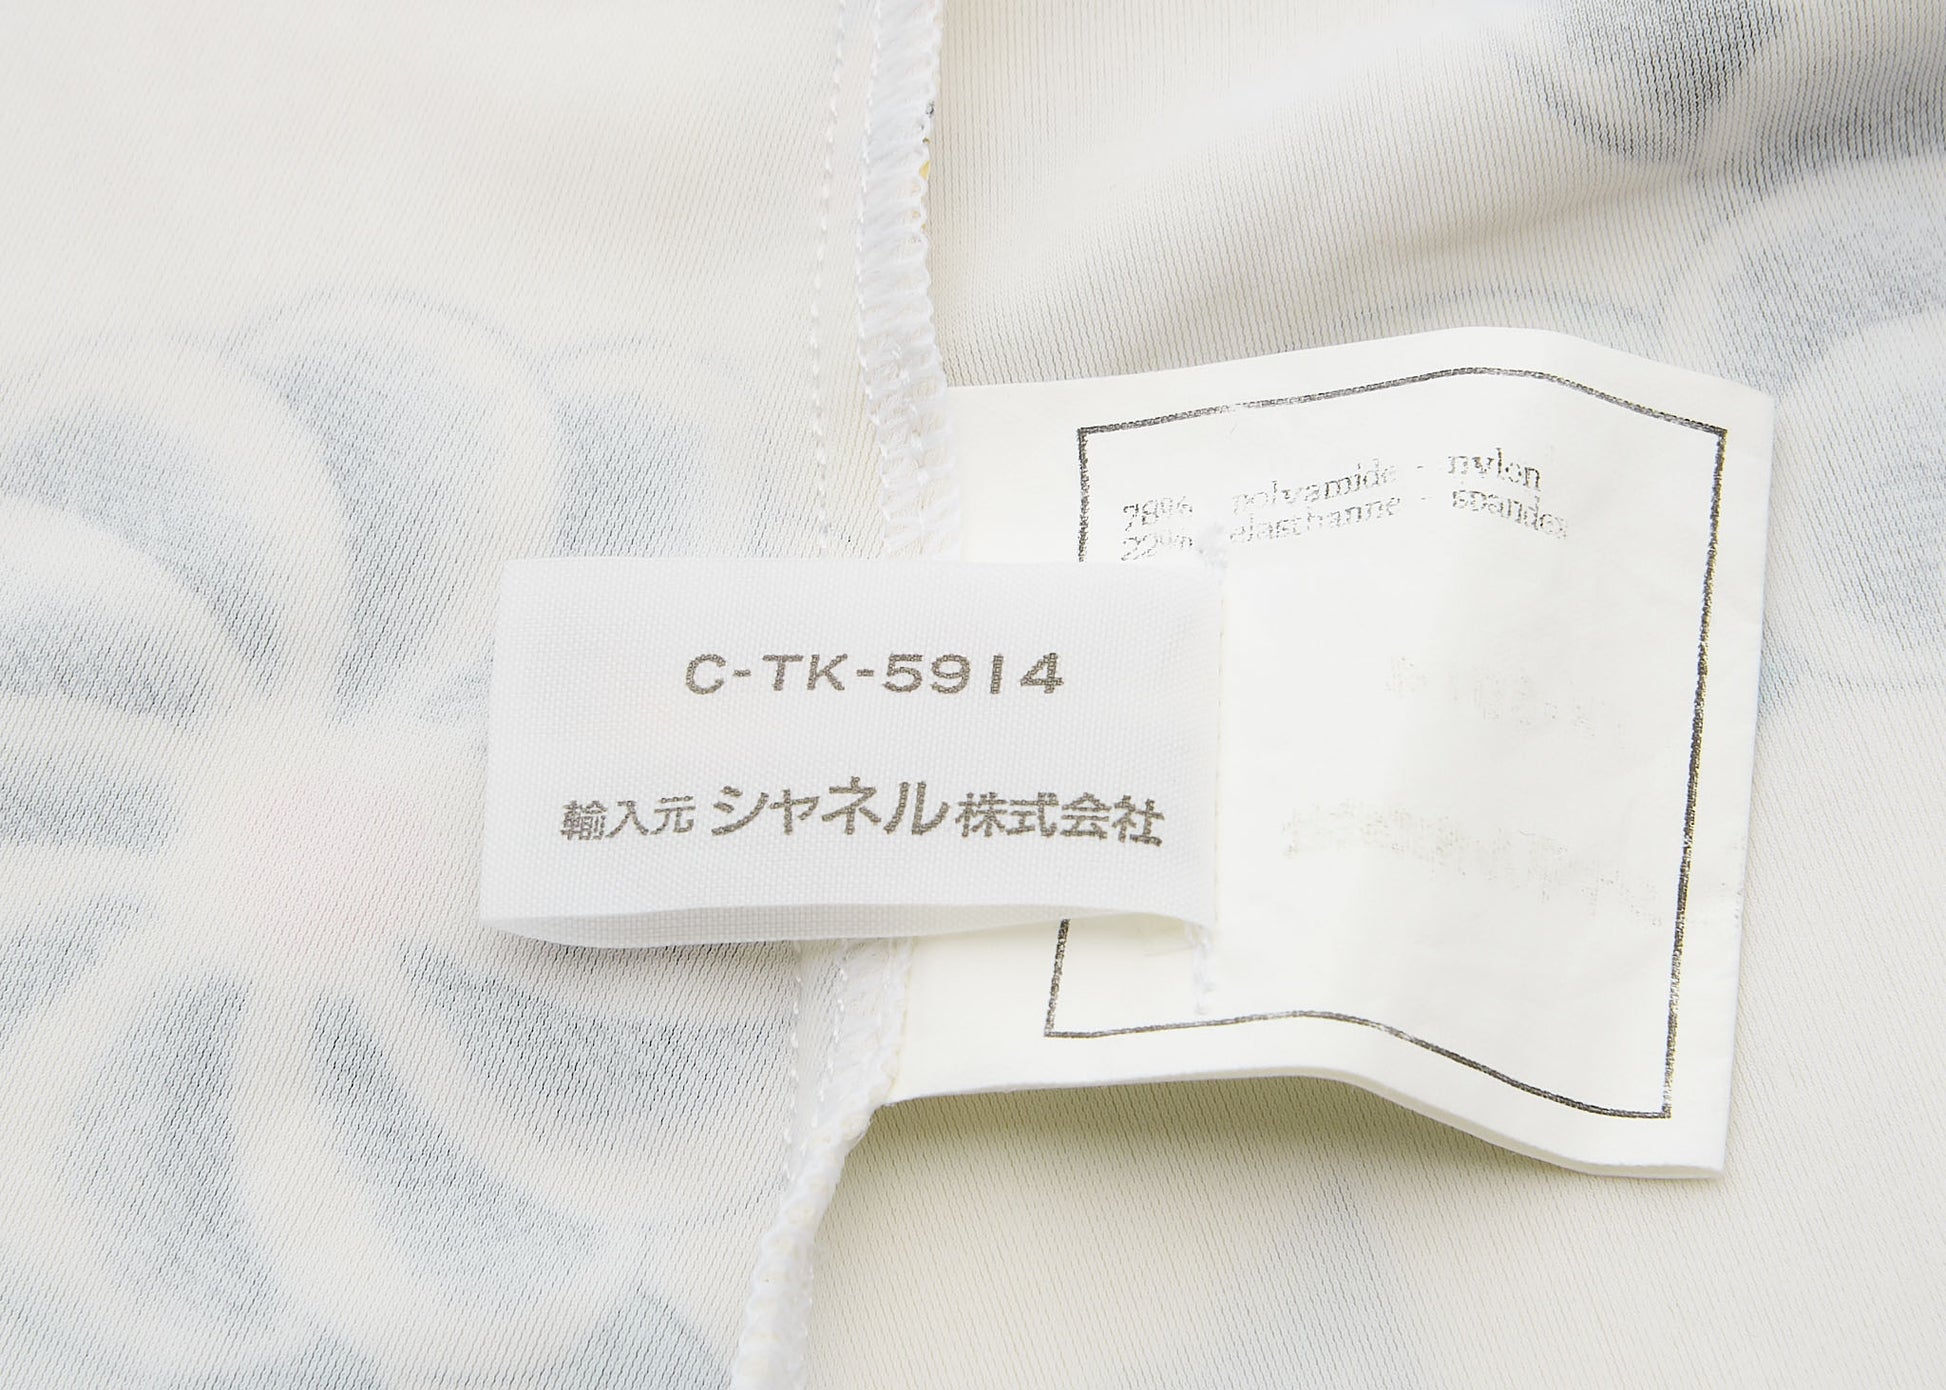 78% polyamide - nylon
22% elasthanne - spandex
C-TK-5914
輸入元 シャネル株式会社